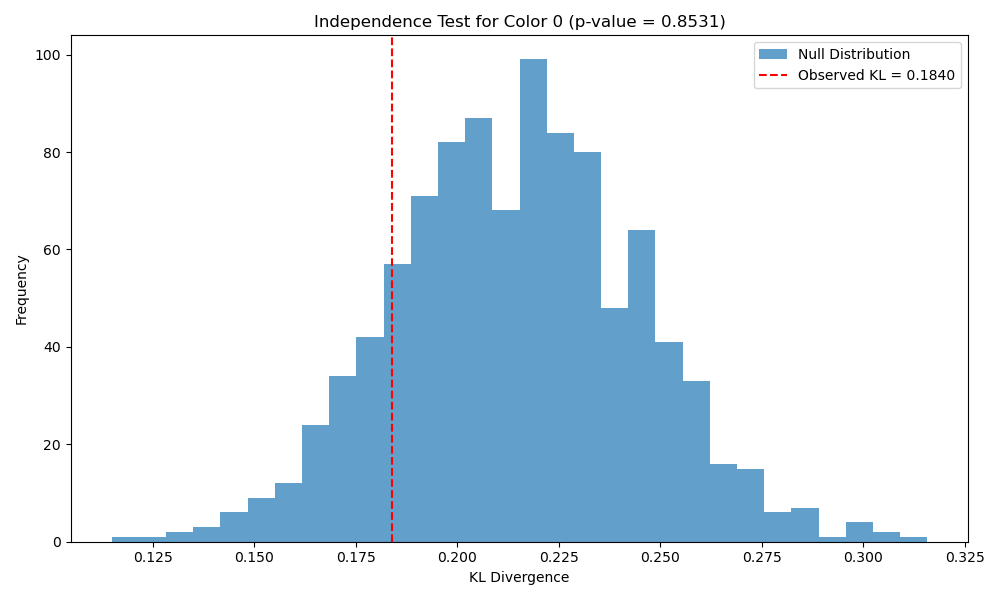 Independence Test for Color 0 (p-value = 0.8531)
Null Distribution
Observed KL = 0.1840
Frequency
100
80
60
40
20
0
0.125 0.150 0.175 0.200 0.225 0.250 0.275 0.300 0.325
KL Divergence